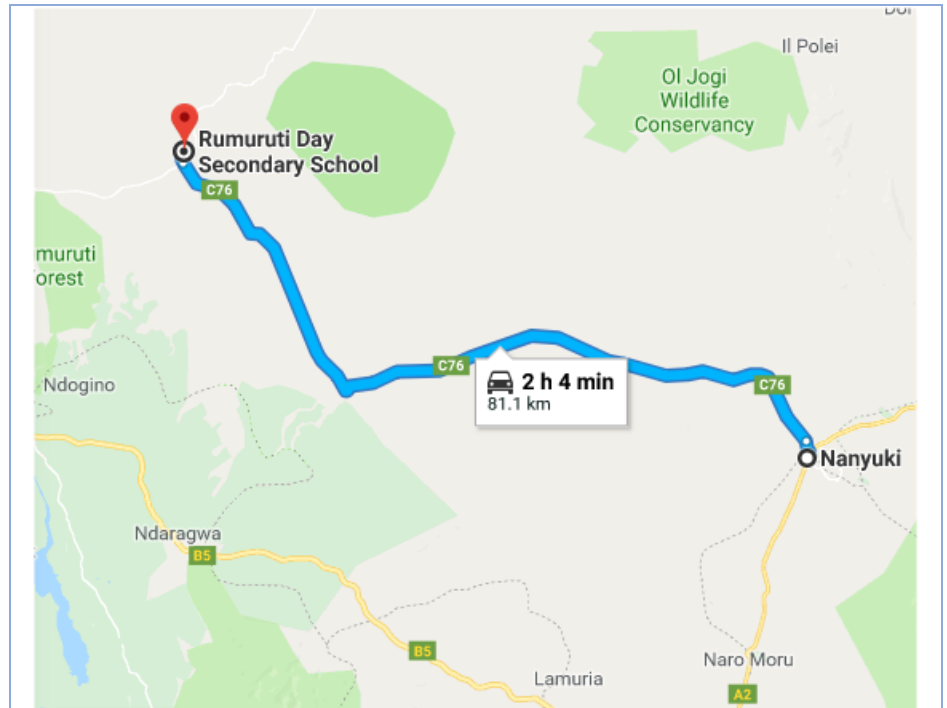 Il Polei
Ol Jogi
Wildlife
Conservancy
Rumuruti Day
Secondary School
C76
muruti
orest
C76
2 h 4 min
81.1 km
C76
Ndogino
Nanyuki
Ndaragwa
B5
B5
Lamuria
Naro Moru
A2